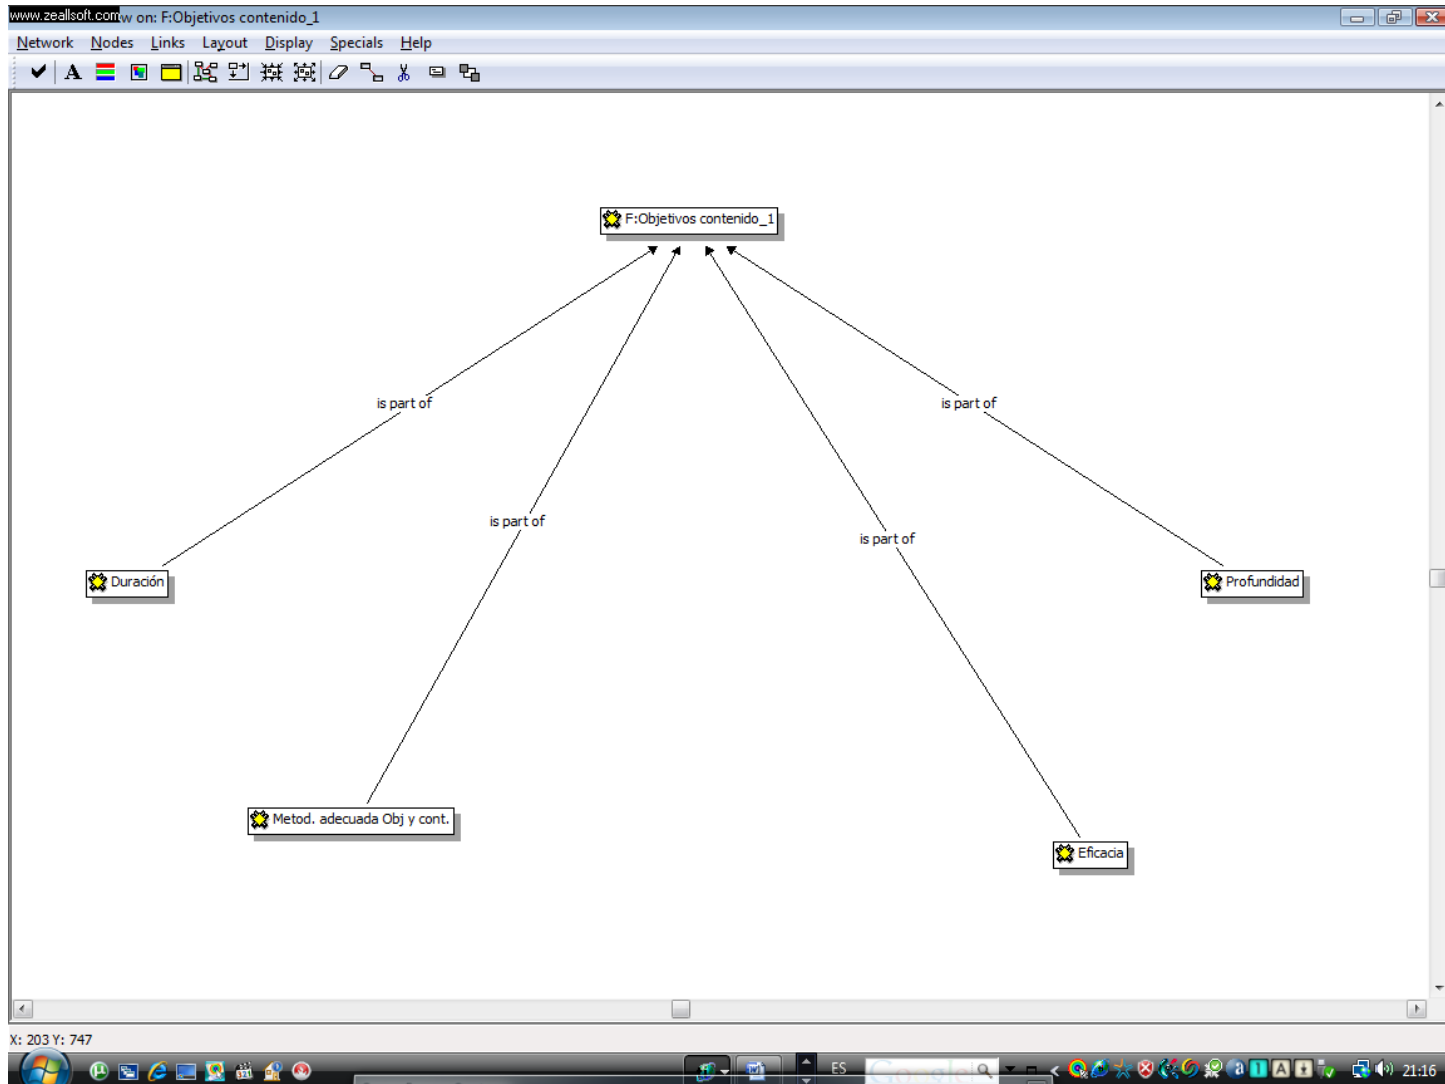 www.zeallsoft.com w on: F:Objetivos contenido_1
Network Nodes Links Layout Display Specials Help
A
F:Objetivos contenido_1
is part of
is part of
is part of
is part of
Duración
Profundidad
Metod. adecuada Obj y cont.
Eficacia
X: 203 Y: 747
ES
21:16